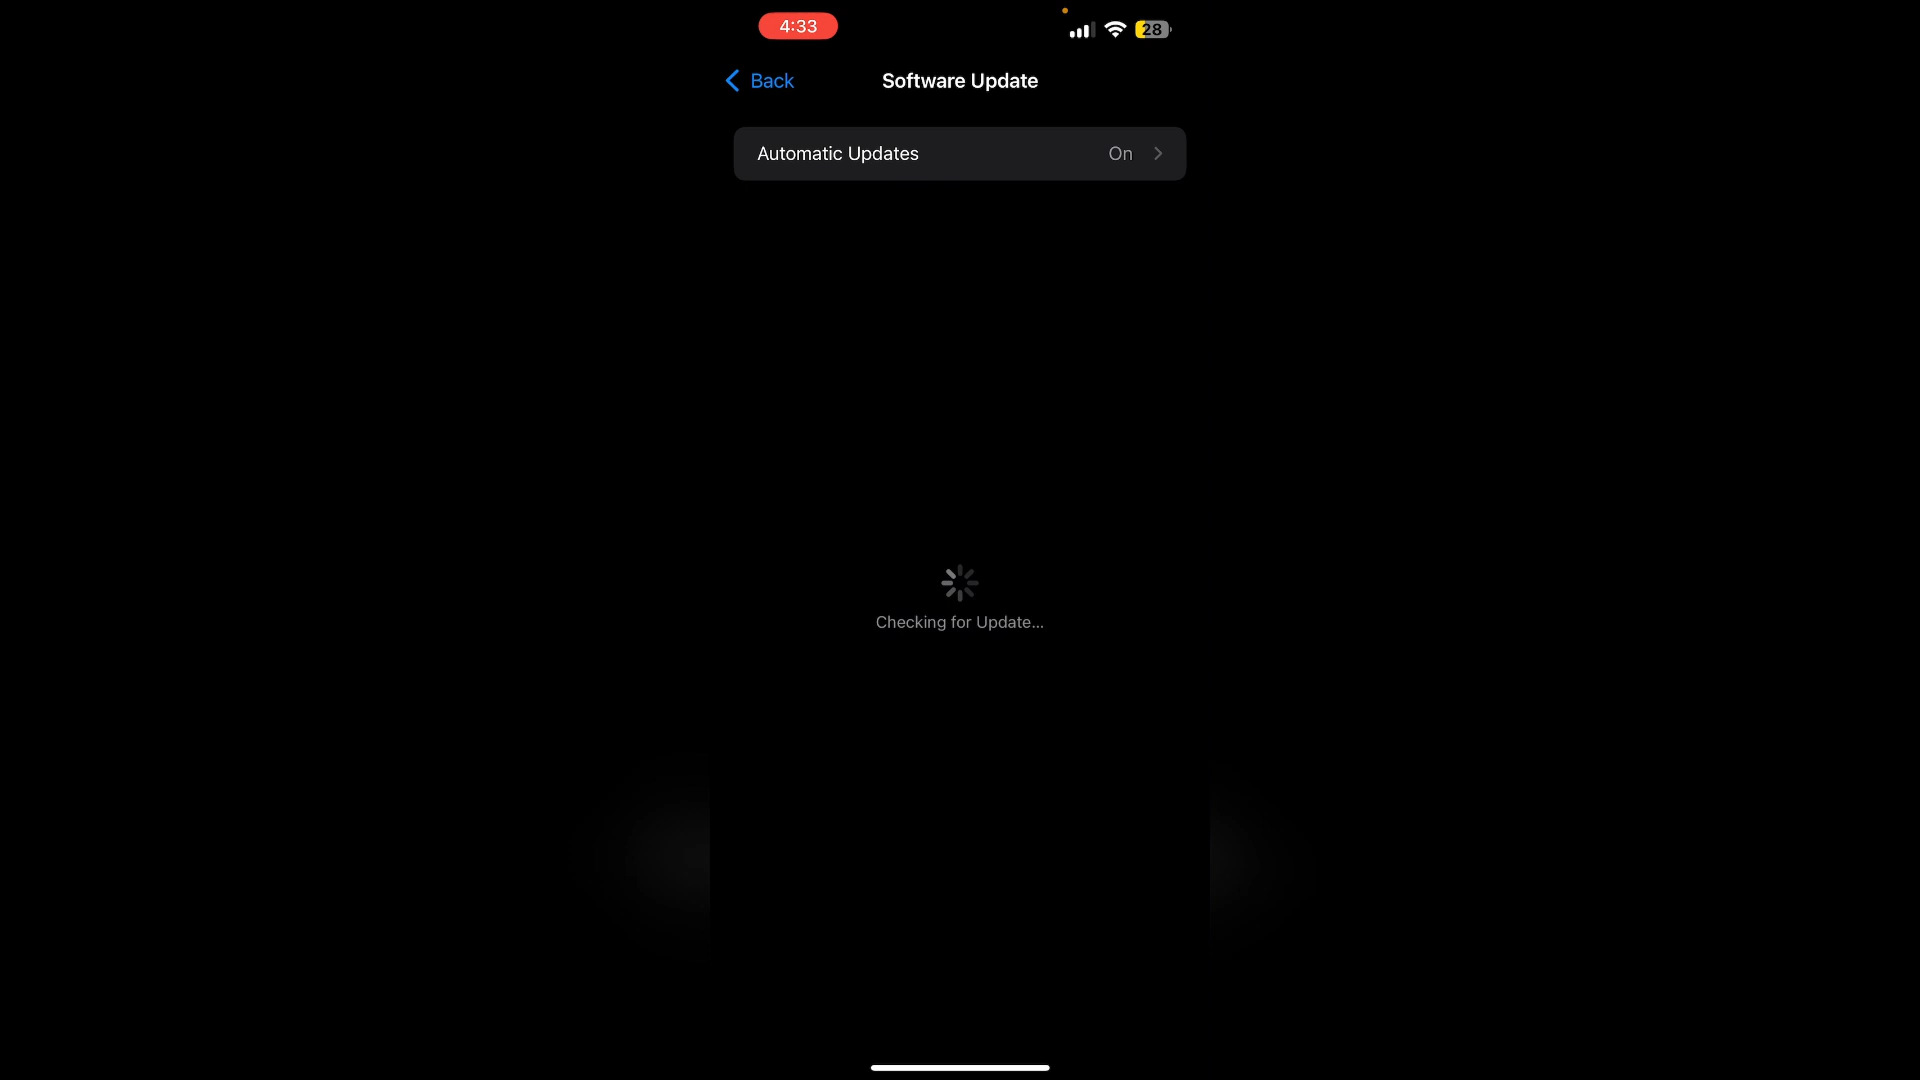 4:33
28
Back
Software Update
Automatic Updates
On
Checking for Update...